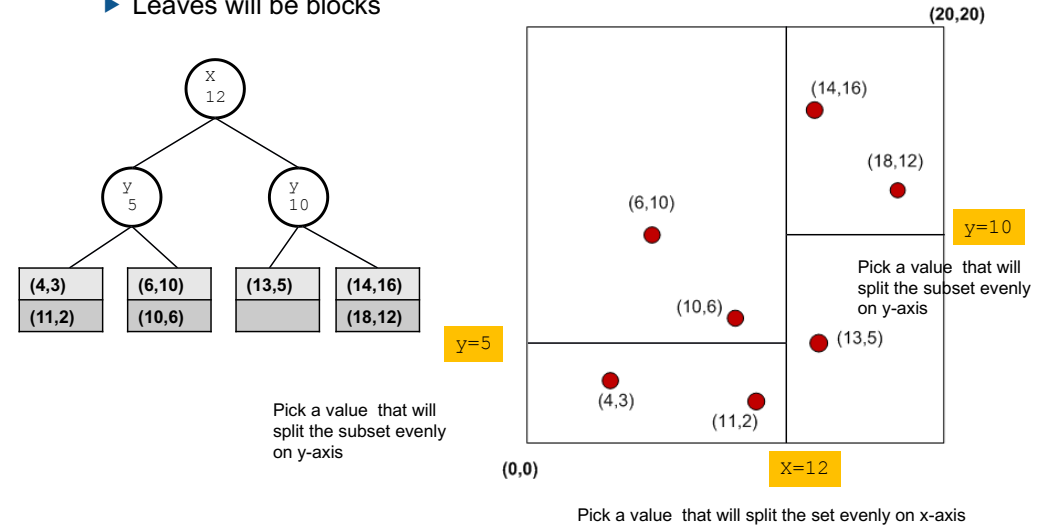 ▶ Leaves will be blocks
X
12
y
5
y
10
(4,3)
(11,2)
(6,10)
(10,6)
(13,5)
(14,16)
(18,12)
y=5
Pick a value that will
split the subset evenly
on y-axis
(20,20)
(14,16)
(18,12)
(6,10)
y=10
Pick a value that will
split the subset evenly
on y-axis
(10,6)
(13,5)
(4,3)
(11,2)
(0,0)
X=12
Pick a value that will split the set evenly on x-axis